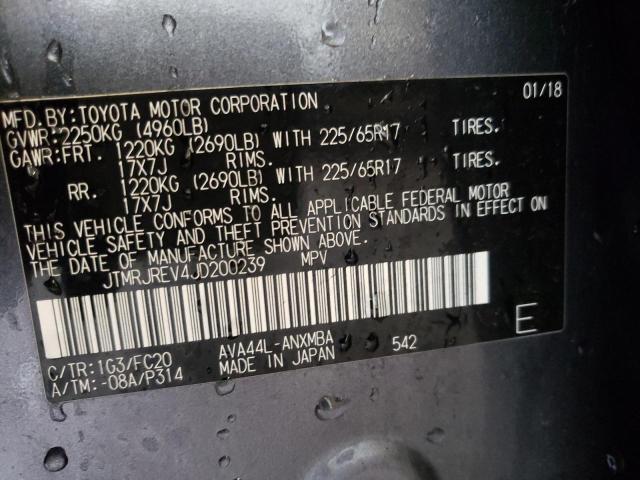 MFD. BY: TOYOTA MOTOR CORPORATION 01/18
GVWR: 2250KG (4960LB)
GAWR: FRT. 1220KG (2690LB) WITH 225/65R17 TIRES.
17X7J RIMS.
RR. 1220KG (2690LB) WITH 225/65R17 TIRES.
17X7J RIMS.
THIS VEHICLE CONFORMS TO ALL APPLICABLE FEDERAL MOTOR
VEHICLE SAFETY AND THEFT PREVENTION STANDARDS IN EFFECT ON
THE DATE OF MANUFACTURE SHOWN ABOVE.
JTMRJREV4JD200239 MPV
E
C/TR: 1G3/FC20 AVA44L-ANXMBA 542
A/TM: -08A/P314 MADE IN JAPAN